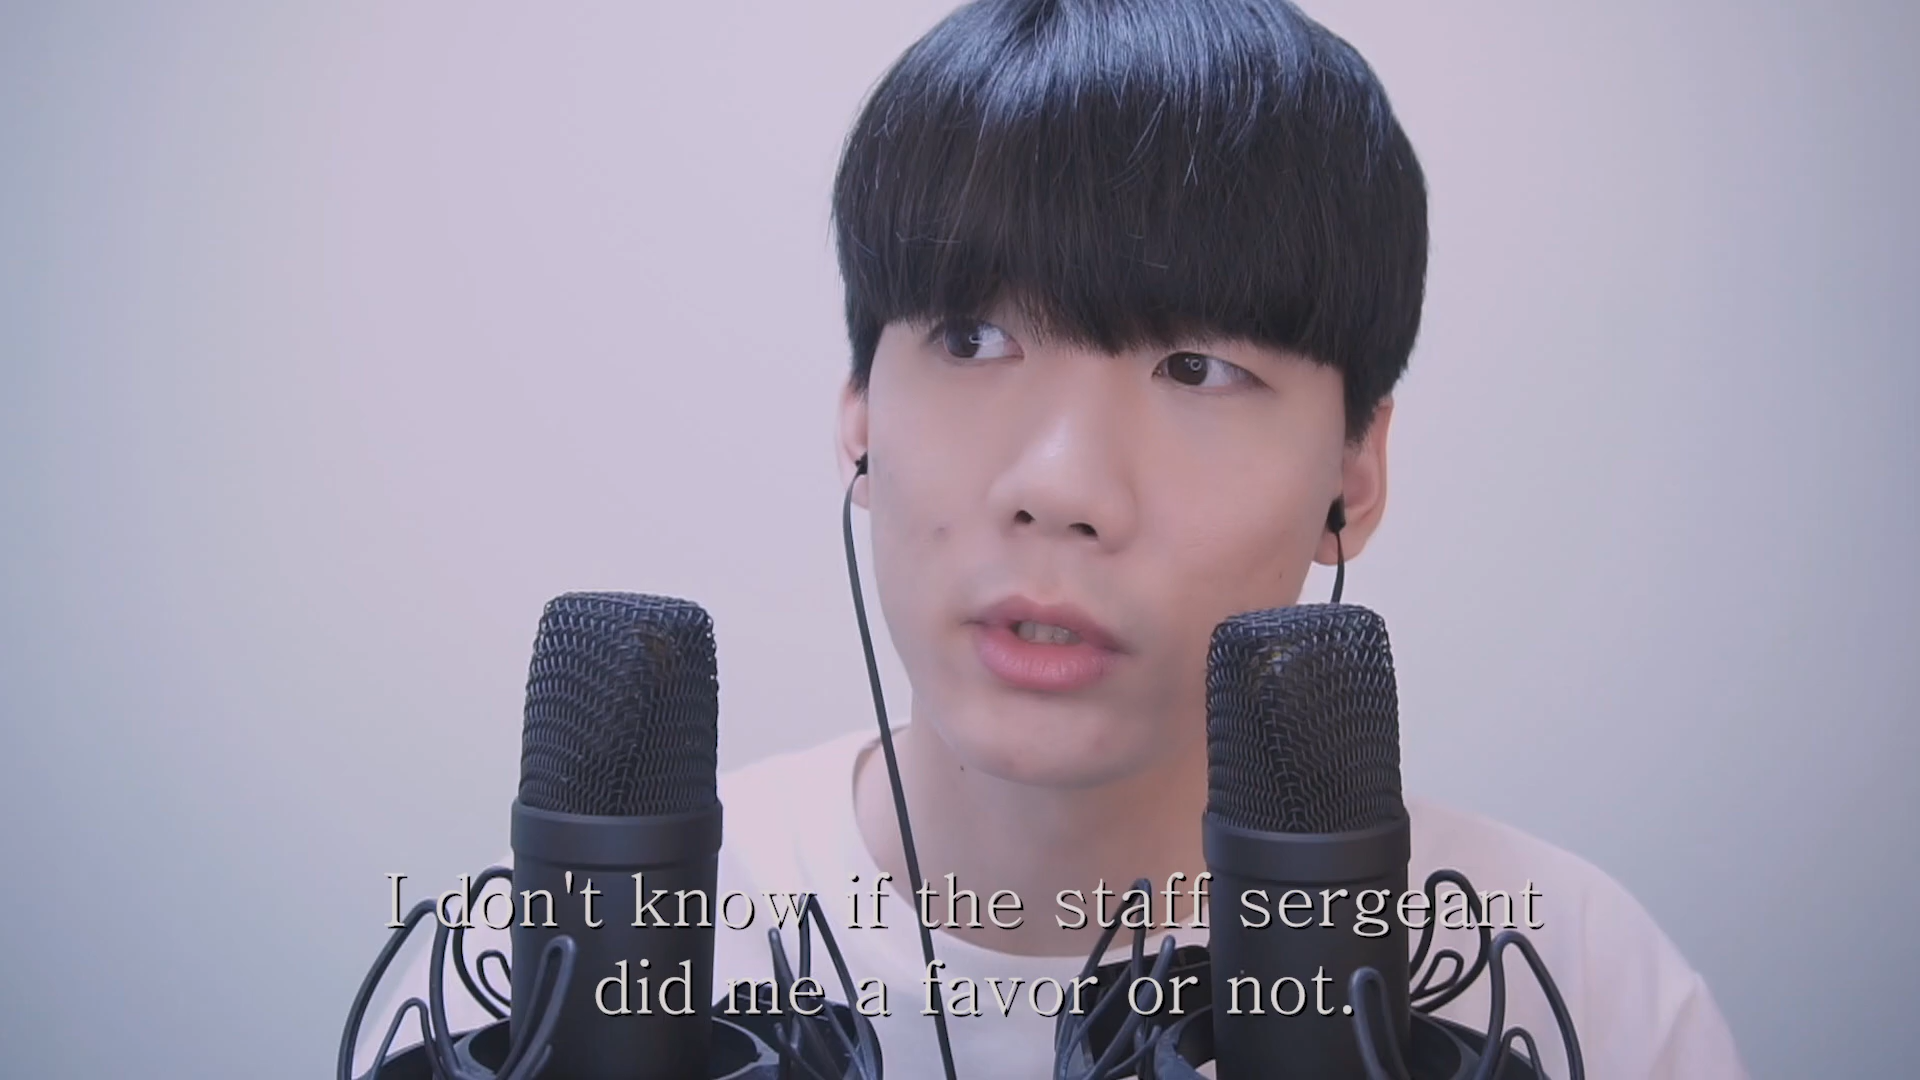 I don't know if the staff sergeant
did me a favor or not.